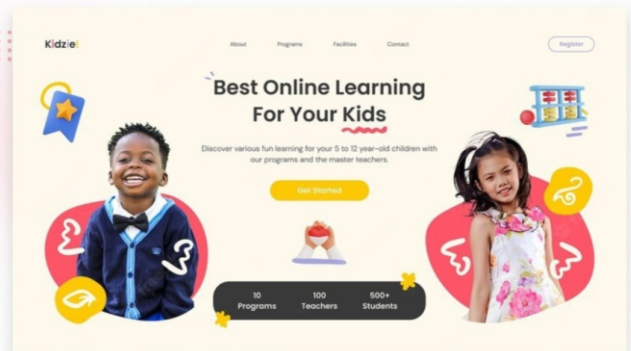 Kidzie!
About Programs Facilities Contact
Register
Best Online Learning
For Your Kids
Discover various fun learning for your 5 to 12 year-old children with
our programs and the master teachers.
Get Started
10 100 500+
Programs Teachers Students